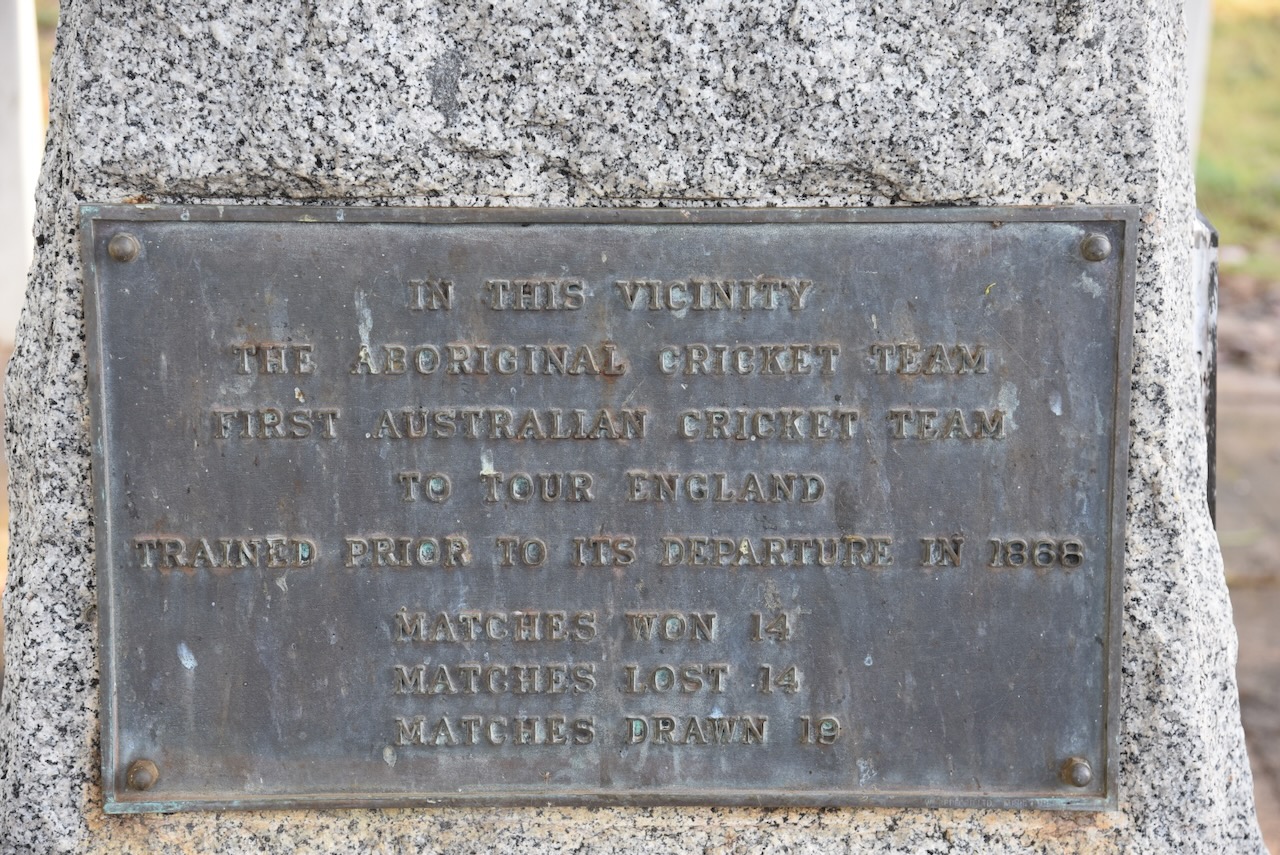 IN THIS VICINITY
THE ABORIGINAL CRICKET TEAM
FIRST AUSTRALIAN CRICKET TEAM
TO TOUR ENGLAND
TRAINED PRIOR TO ITS DEPARTURE IN 1868
MATCHES WON 14
MATCHES LOST 14
MATCHES DRAWN 19